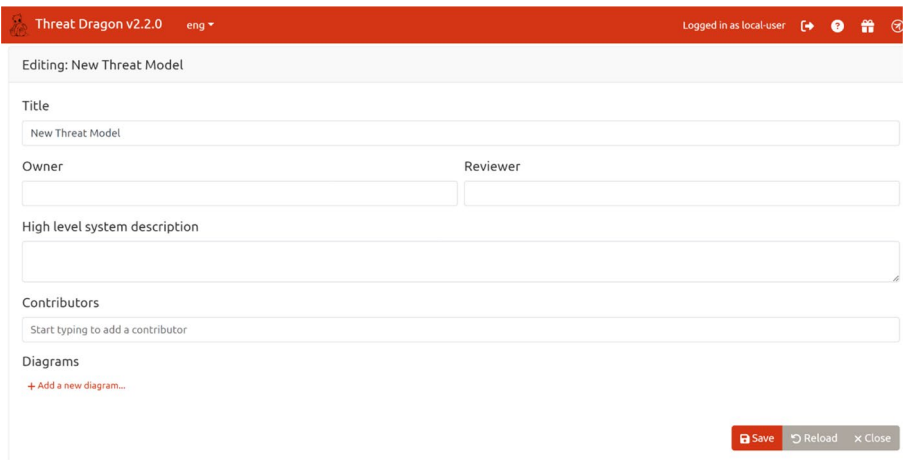 Threat Dragon v2.2.0 eng Logged in as local-user
Editing: New Threat Model
Title
New Threat Model
Owner Reviewer
High level system description
Contributors
Start typing to add a contributor
Diagrams
+ Add a new diagram...
Save Reload × Close